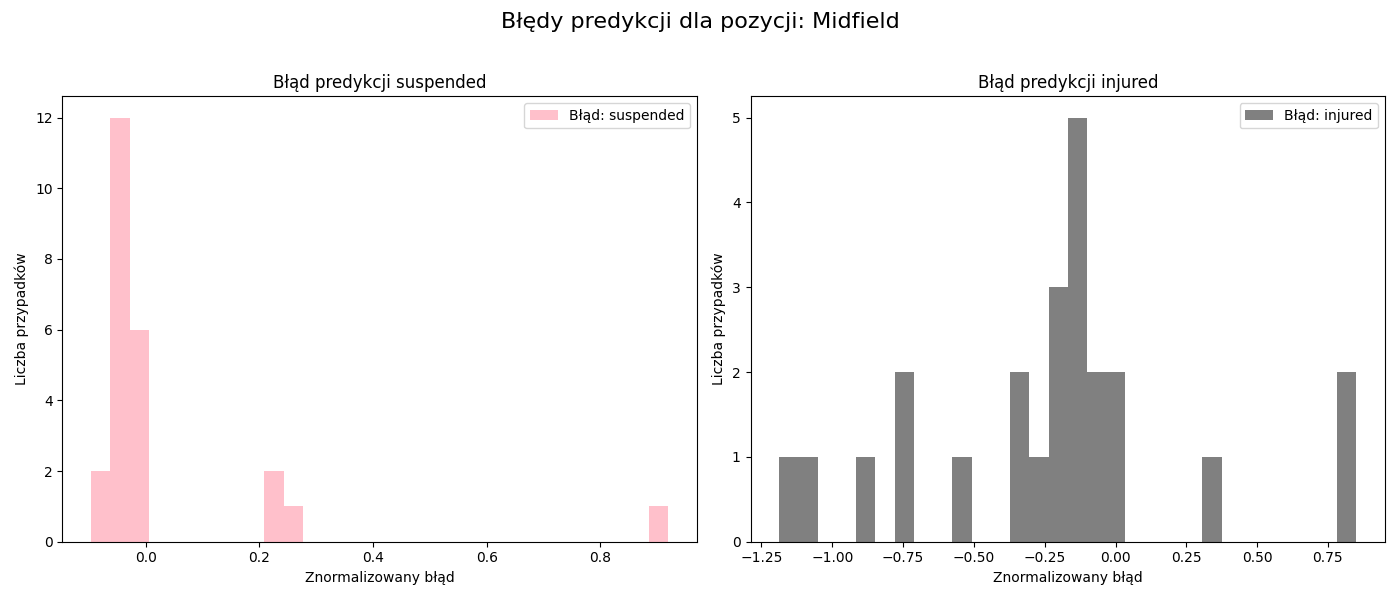 Błędy predykcji dla pozycji: Midfield
Błąd predykcji suspended
Błąd: suspended
Liczba przypadków
12
10
8
6
4
2
0
0.0 0.2 0.4 0.6 0.8
Znormalizowany błąd
Błąd predykcji injured
Błąd: injured
Liczba przypadków
5
4
3
2
1
0
−1.25 −1.00 −0.75 −0.50 −0.25 0.00 0.25 0.50 0.75
Znormalizowany błąd